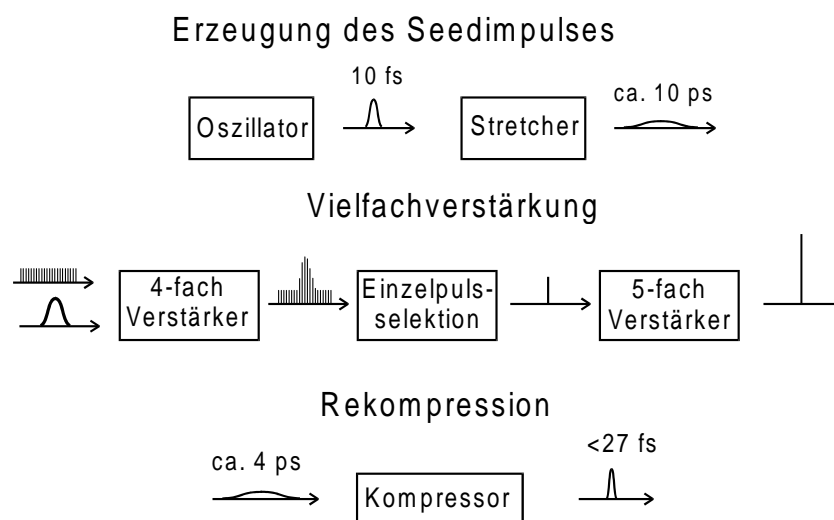 Erzeugung des Seedimpulses
10 fs
ca. 10 ps
Oszillator
Stretcher
Vielfachverstärkung
4-fach
Verstärker
Einzelpuls-
selektion
5-fach
Verstärker
Rekompression
ca. 4 ps
<27 fs
Kompressor